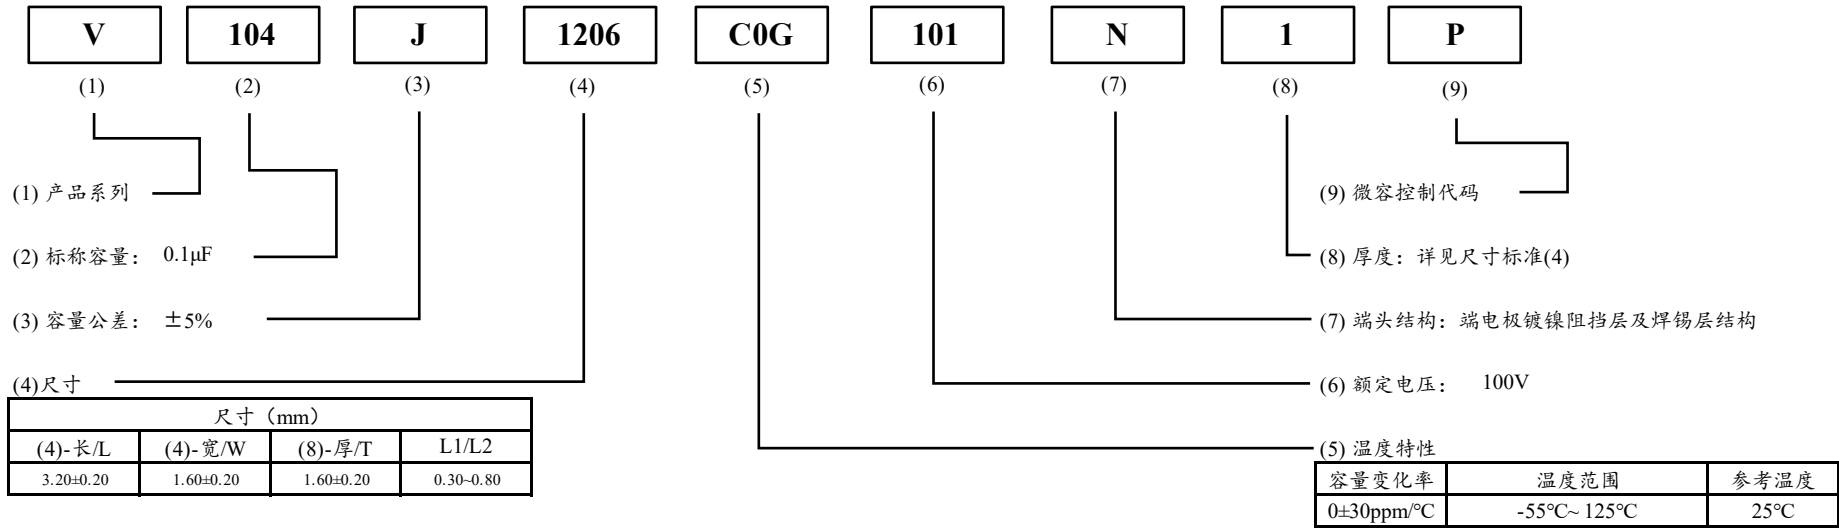 V 104 J 1206 C0G 101 N 1 P
(1) (2) (3) (4) (5) (6) (7) (8) (9)
(1) 产品系列
(9) 微容控制代码
(2) 标称容量： 0.1μF
(8) 厚度：详见尺寸标准(4)
(3) 容量公差： ±5%
(7) 端头结构：端电极镀镍阻挡层及焊锡层结构
(4)尺寸
(6) 额定电压： 100V
尺寸（mm）
(4)-长/L (4)-宽/W (8)-厚/T L1/L2
3.20±0.20 1.60±0.20 1.60±0.20 0.30~0.80
(5) 温度特性
容量变化率 温度范围 参考温度
0±30ppm/℃ -55℃~ 125℃ 25℃